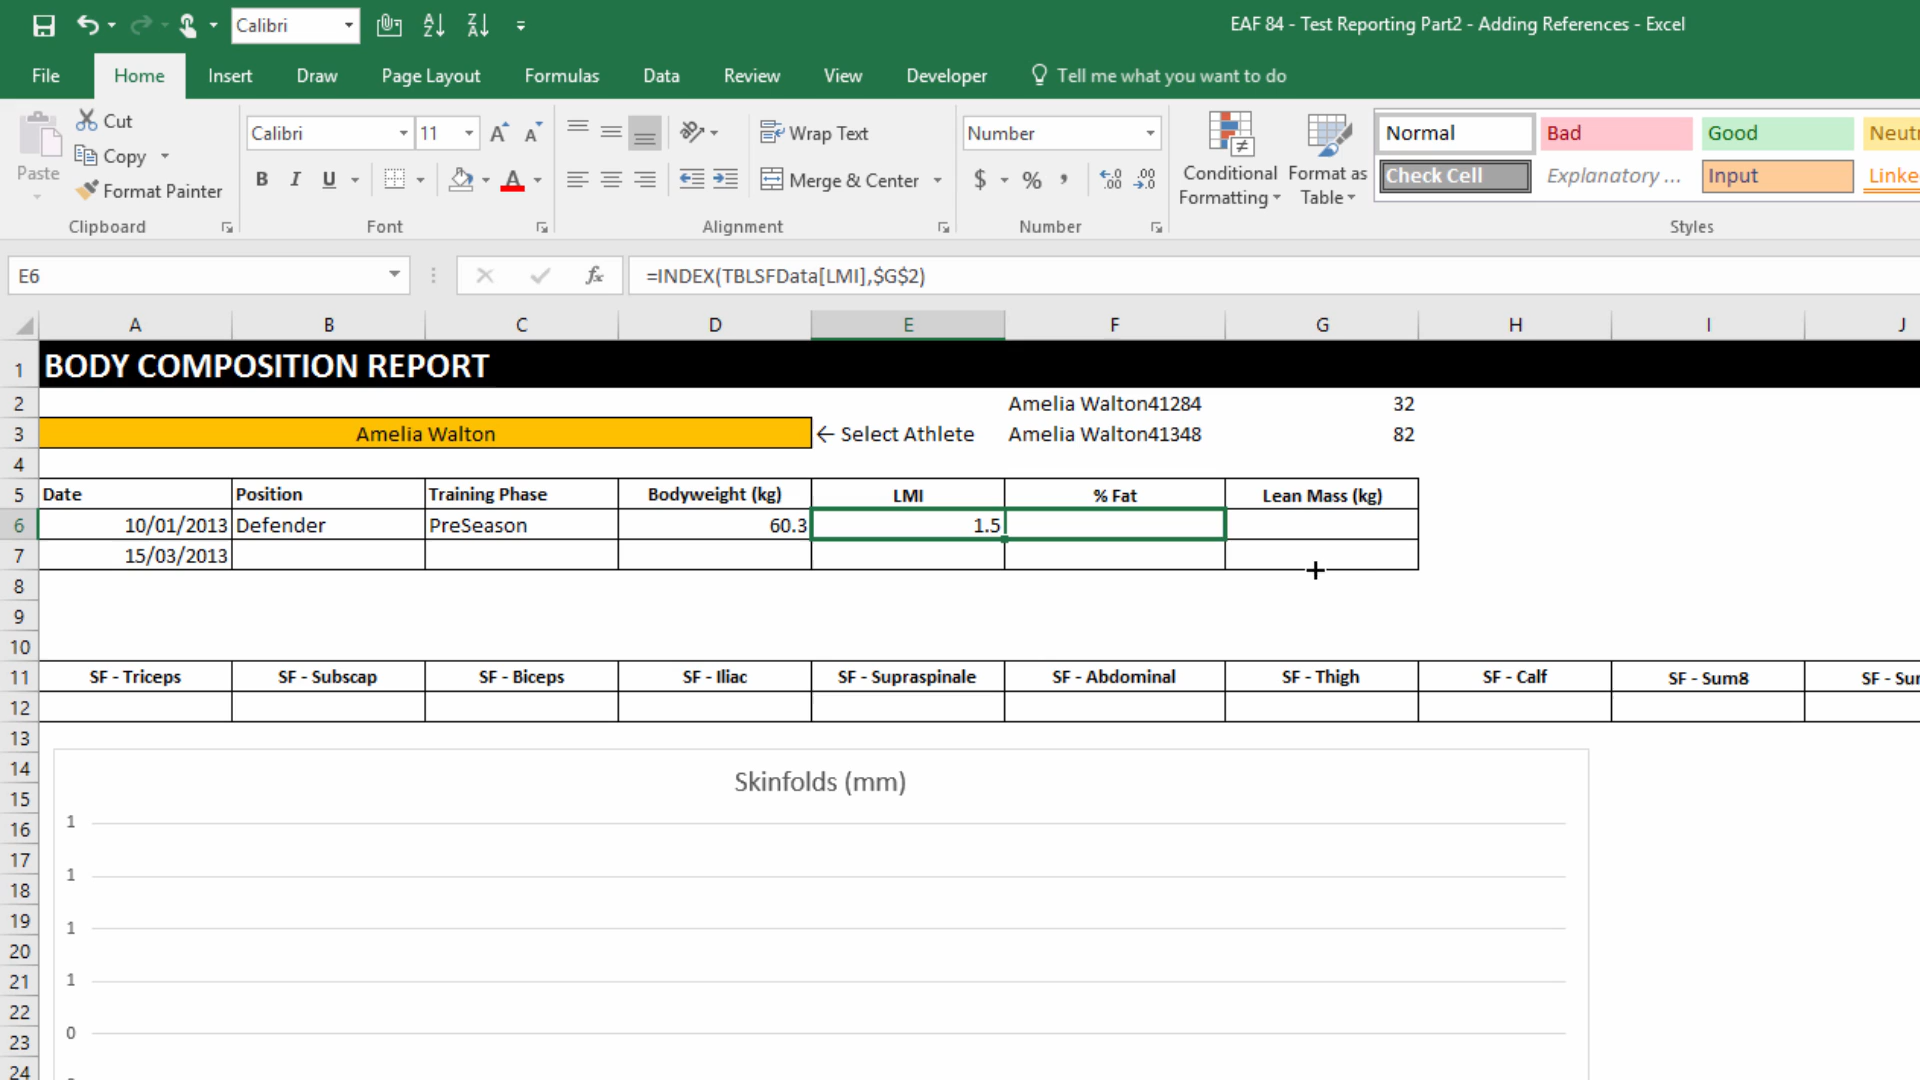 Calibri
EAF 84 - Test Reporting Part2 - Adding References - Excel
File Home Insert Draw Page Layout Formulas Data Review View Developer Tell me what you want to do
Paste
Cut
Copy
Format Painter
Clipboard
Calibri 11
B I U A
Font
Wrap Text
Merge & Center
Alignment
Number
$ % ,
Number
Conditional Formatting
Format as Table
Normal Bad Good
Check Cell Explanatory ... Input
Styles
E6 fx =INDEX(TBLSFData[LMI],$G$2)
A B C D E F G H I J
1 BODY COMPOSITION REPORT
2 Amelia Walton41284 32
3 Amelia Walton ← Select Athlete Amelia Walton41348 82
4
5 Date Position Training Phase Bodyweight (kg) LMI % Fat Lean Mass (kg)
6 10/01/2013 Defender PreSeason 60.3 1.5
7 15/03/2013
8
9
10
11 SF - Triceps SF - Subscap SF - Biceps SF - Iliac SF - Supraspinale SF - Abdominal SF - Thigh SF - Calf SF - Sum8
12
13
14 Skinfolds (mm)
15
16 1
17 1
18
19 1
20
21 1
22
23 0
24